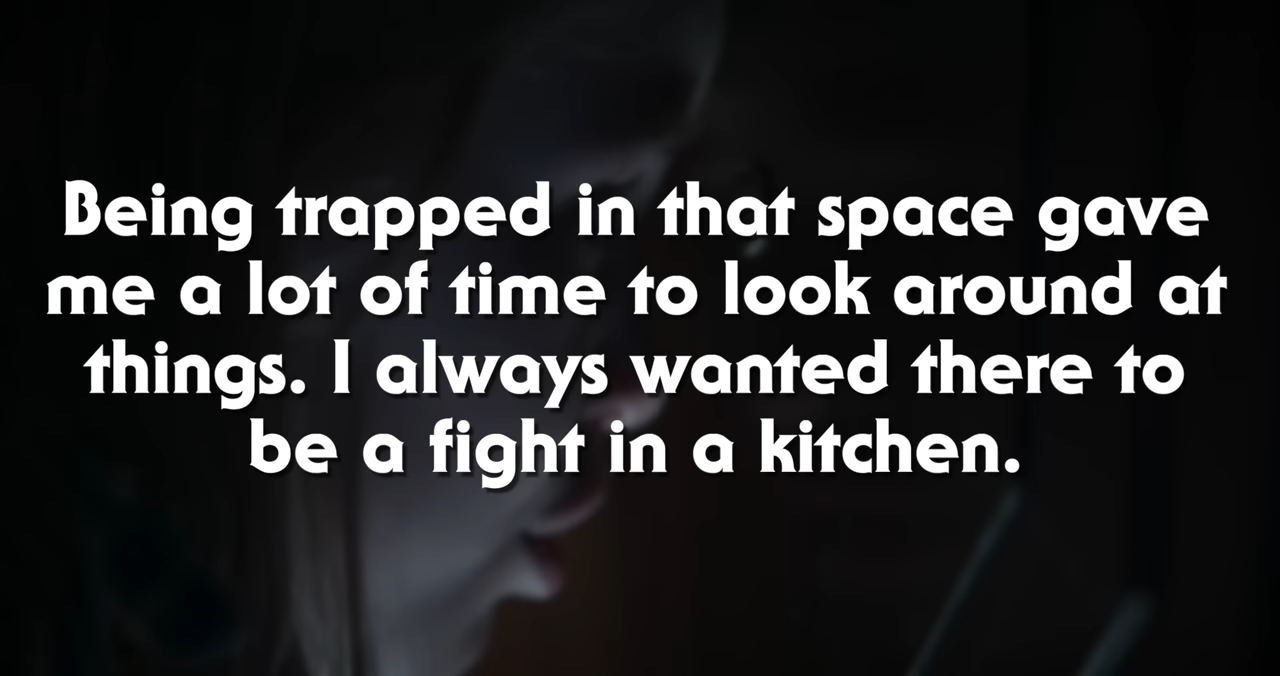 Being trapped in that space gave
me a lot of time to look around at
things. I always wanted there to
be a fight in a kitchen.